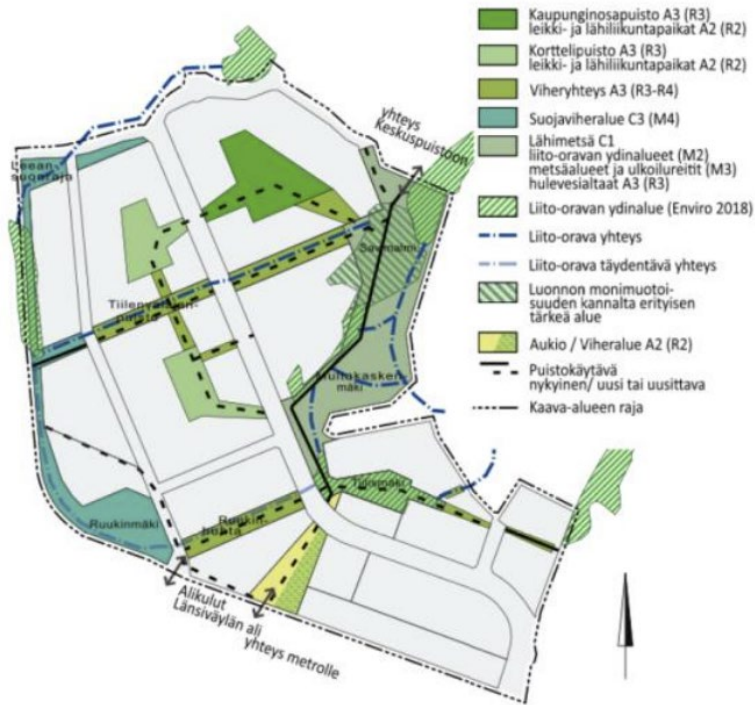 Kaupunginosapuisto A3 (R3)
leikki- ja lähiliikuntapaikat A2 (R2)
Korttelipuisto A3 (R3)
leikki- ja lähiliikuntapaikat A2 (R2)
Viheryhteys A3 (R3-R4)
Suojaviheralue C3 (M4)
Lähimetsä C1
liito-oravan ydinalueet (M2)
metsäalueet ja ulkoilureitit (M3)
hulevesialtaat A3 (R3)
Liito-oravan ydinalue (Enviro 2018)
Liito-orava yhteys
Liito-orava täydentävä yhteys
Luonnon monimuotoi-
suuden kannalta erityisen
tärkeä alue
Aukio / Viheralue A2 (R2)
Puistokäytävä
nykyinen/ uusi tai uusittava
Kaava-alueen raja
yhteys
Keskuspuistoon
Savimalmi
mäki
Ruukinmäki
Alikulut
Länsiväylän ali
yhteys metrolle